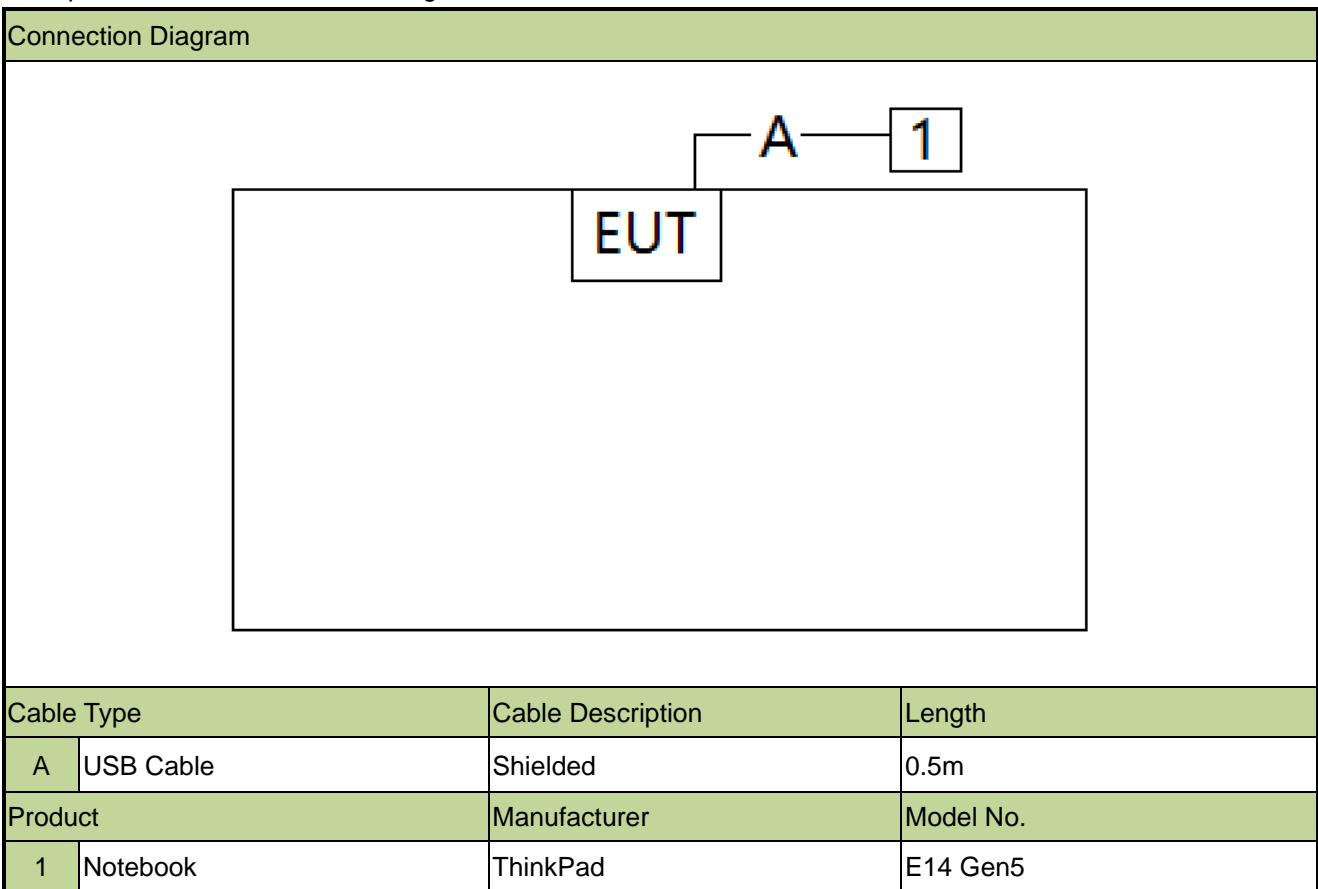 Connection Diagram
A 1
EUT
Cable Type Cable Description Length
A USB Cable Shielded 0.5m
Product Manufacturer Model No.
1 Notebook ThinkPad E14 Gen5